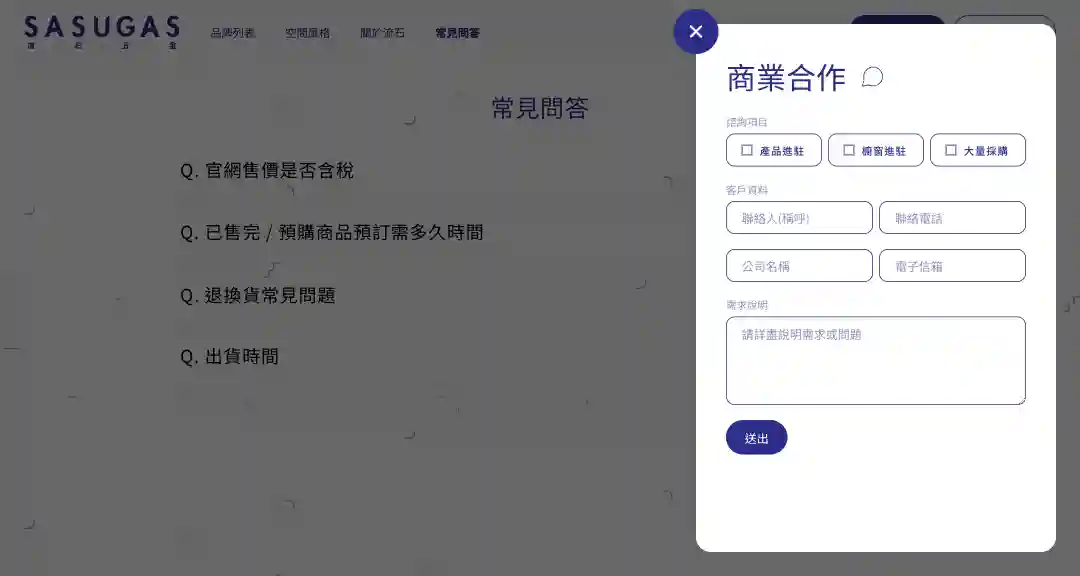 SASUGAS
流石五金
品牌列表
空間風格
關於流石
常見問答
常見問答
Q. 官網售價是否含稅
Q. 已售完 / 預購商品預訂需多久時間
Q. 退換貨常見問題
Q. 出貨時間
商業合作
諮詢項目
產品進駐
櫥窗進駐
大量採購
客戶資料
聯絡人(稱呼)
聯絡電話
公司名稱
電子信箱
需求說明
請詳盡說明需求或問題
送出